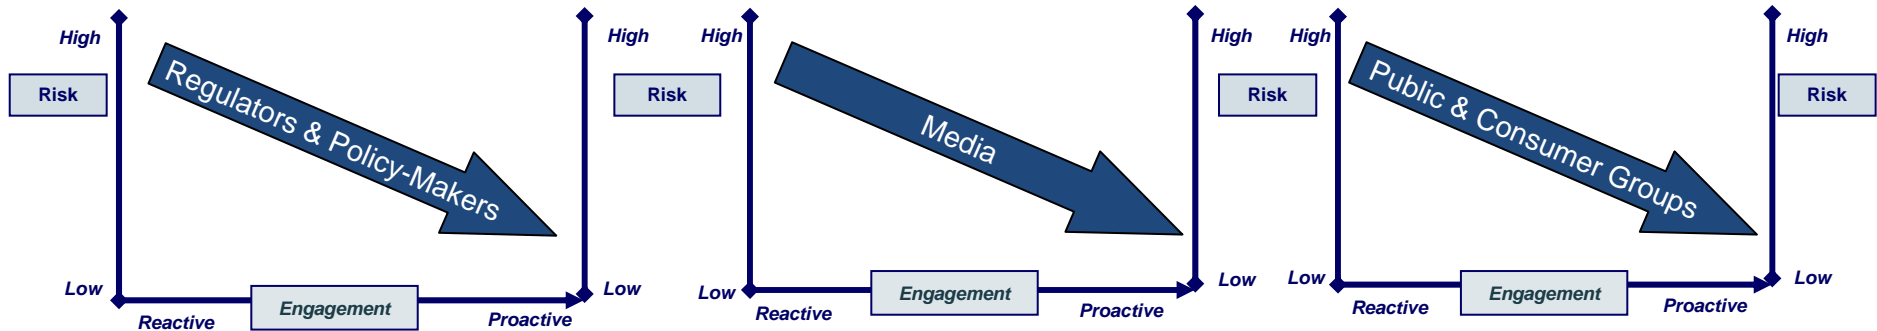 High
High
High
High
High
High
Risk
Risk
Risk
Risk
Regulators & Policy-Makers
Media
Public & Consumer Groups
Low
Low
Low
Low
Low
Low
Engagement
Engagement
Engagement
Reactive
Proactive
Reactive
Proactive
Reactive
Proactive